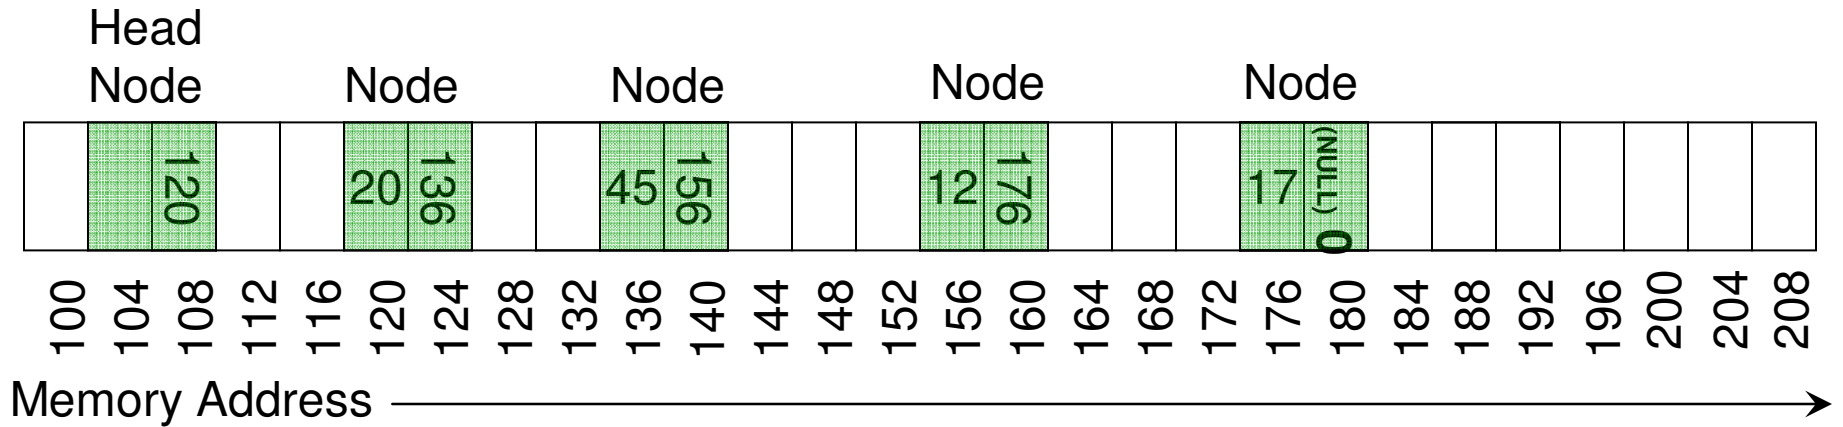 Head
Node Node Node Node Node
120 20 136 45 156 12 176 17 (NULL) 0
100 104 108 112 116 120 124 128 132 136 140 144 148 152 156 160 164 168 172 176 180 184 188 192 196 200 204 208
Memory Address